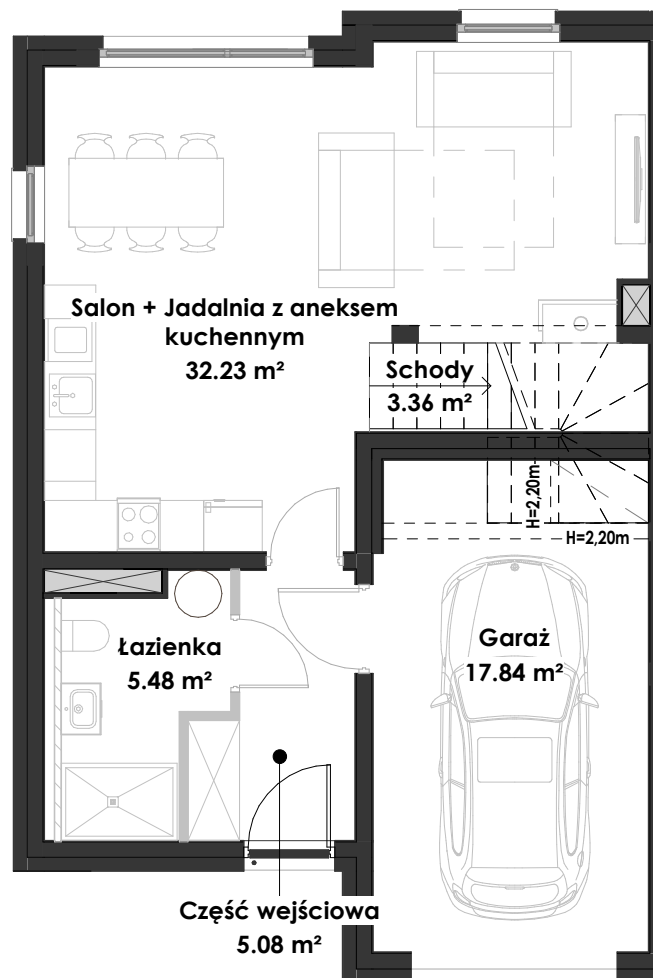 Salon + Jadalnia z aneksem
kuchennym
32.23 m²
Schody
3.36 m²
H=2,20m
H=2,20m
Łazienka
5.48 m²
Garaż
17.84 m²
Część wejściowa
5.08 m²